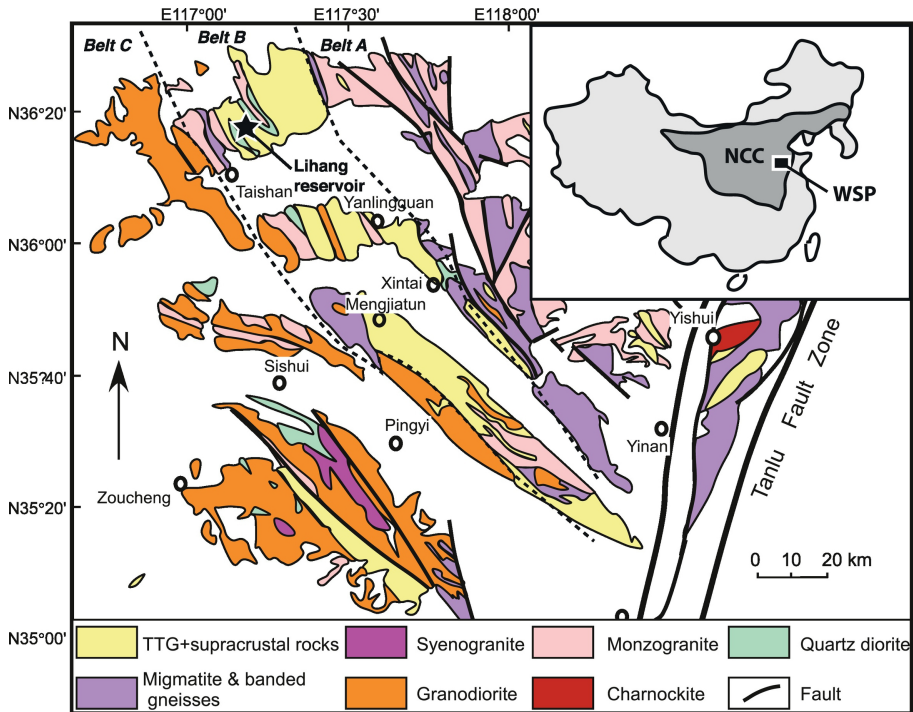 E117°00' E117°30' E118°00'
Belt C Belt B Belt A
N36°20'
Lihang
reservoir
Taishan
Yanlingguan
N36°00'
Xintai
Mengjiatun
NCC
WSP
Yishui
N
N35°40'
Sishui
Pingyi
Yinan
Tanlu Fault Zone
Zoucheng
N35°20'
0 10 20 km
N35°00'
TTG+supracrustal rocks Syenogranite Monzogranite Quartz diorite
Migmatite & banded
gneisses
Granodiorite Charnockite Fault